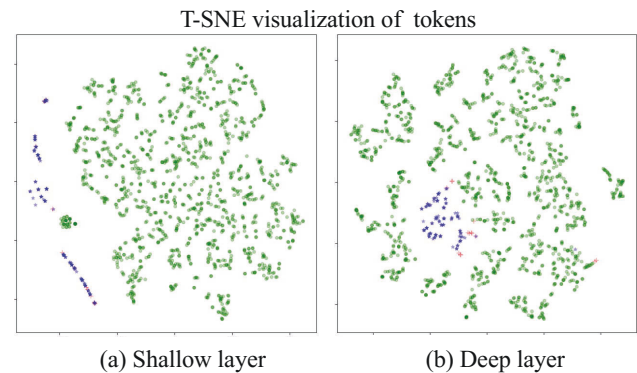 T-SNE visualization of tokens
(a) Shallow layer
(b) Deep layer